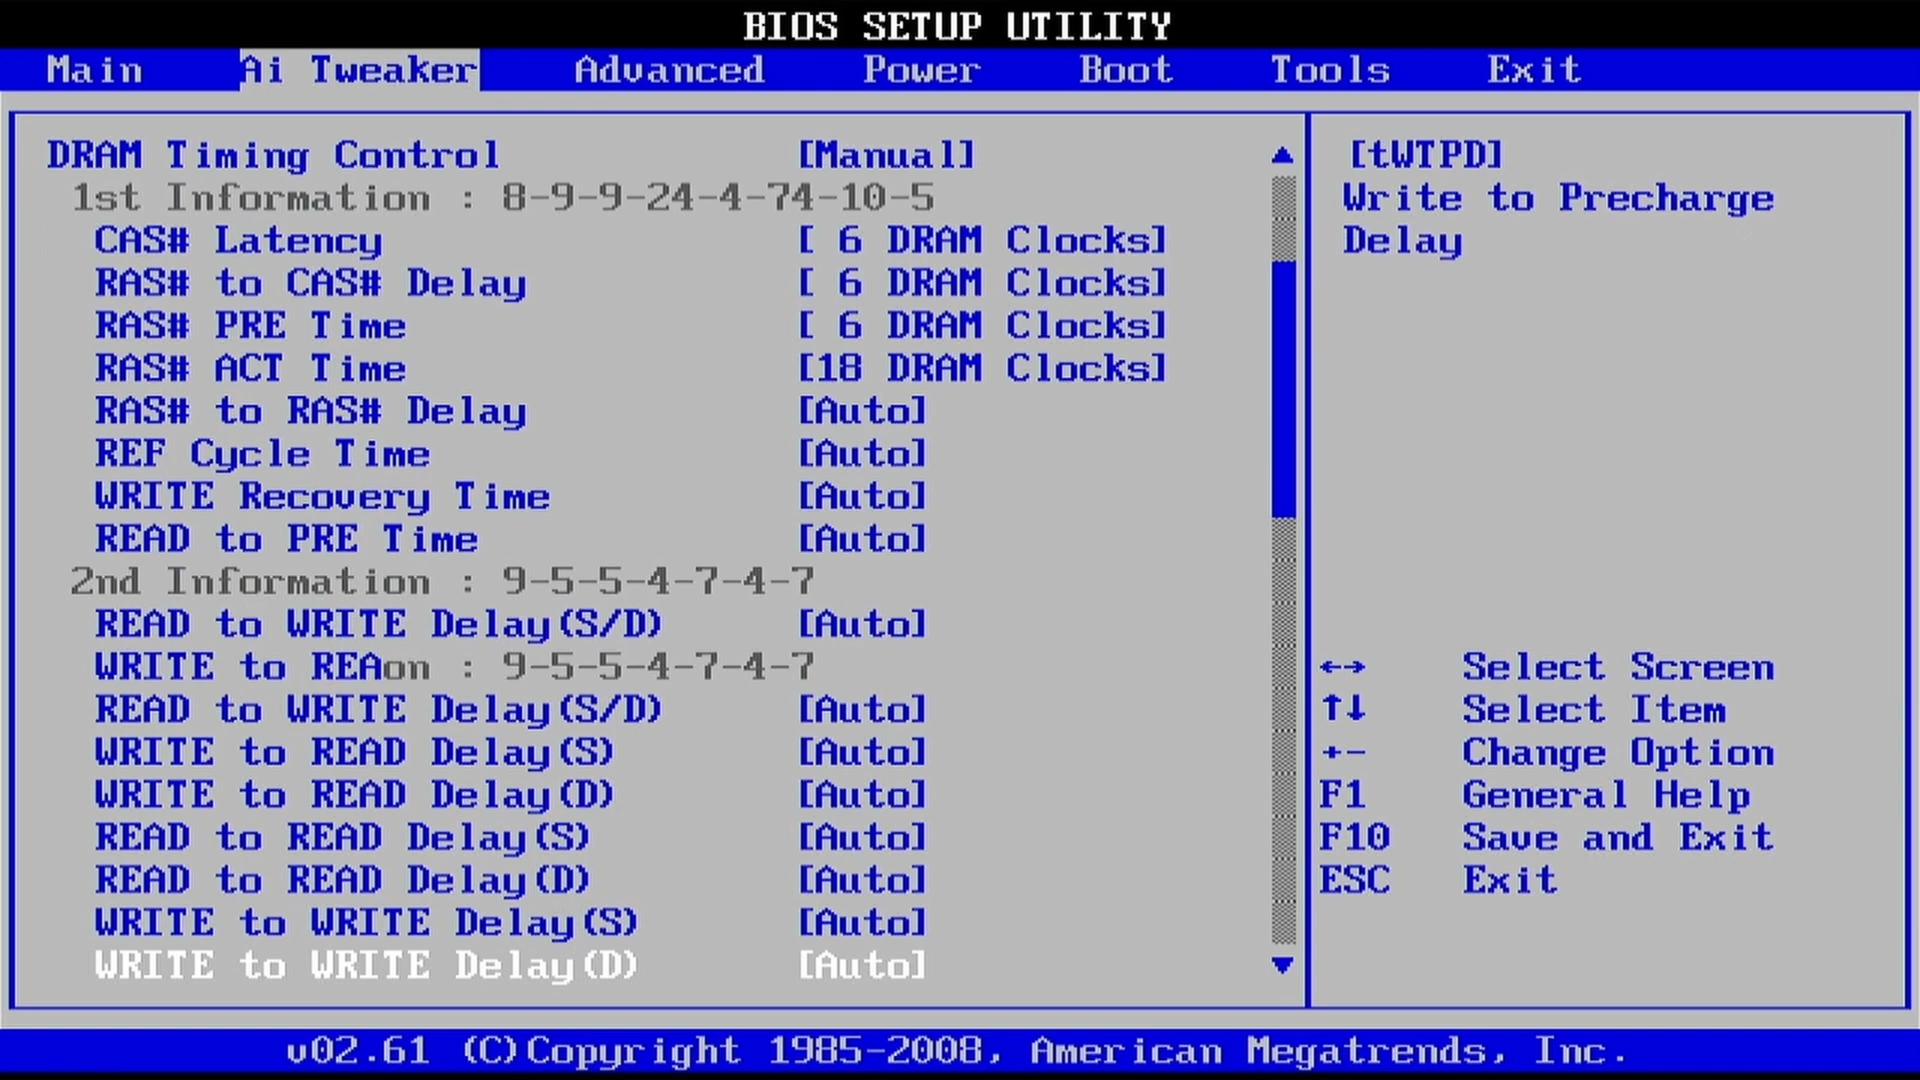 BIOS SETUP UTILITY
Main Ai Tweaker Advanced Power Boot Tools Exit
DRAM Timing Control [Manual]
1st Information : 8-9-9-24-4-74-10-5
CAS# Latency [ 6 DRAM Clocks]
RAS# to CAS# Delay [ 6 DRAM Clocks]
RAS# PRE Time [ 6 DRAM Clocks]
RAS# ACT Time [18 DRAM Clocks]
RAS# to RAS# Delay [Auto]
REF Cycle Time [Auto]
WRITE Recovery Time [Auto]
READ to PRE Time [Auto]
2nd Information : 9-5-5-4-7-4-7
READ to WRITE Delay(S/D) [Auto]
WRITE to REAon : 9-5-5-4-7-4-7
READ to WRITE Delay(S/D) [Auto]
WRITE to READ Delay(S) [Auto]
WRITE to READ Delay(D) [Auto]
READ to READ Delay(S) [Auto]
READ to READ Delay(D) [Auto]
WRITE to WRITE Delay(S) [Auto]
WRITE to WRITE Delay(D) [Auto]
[tWTPD]
Write to Precharge
Delay
←→ Select Screen
↑↓ Select Item
+- Change Option
F1 General Help
F10 Save and Exit
ESC Exit
v02.61 (C)Copyright 1985-2008, American Megatrends, Inc.